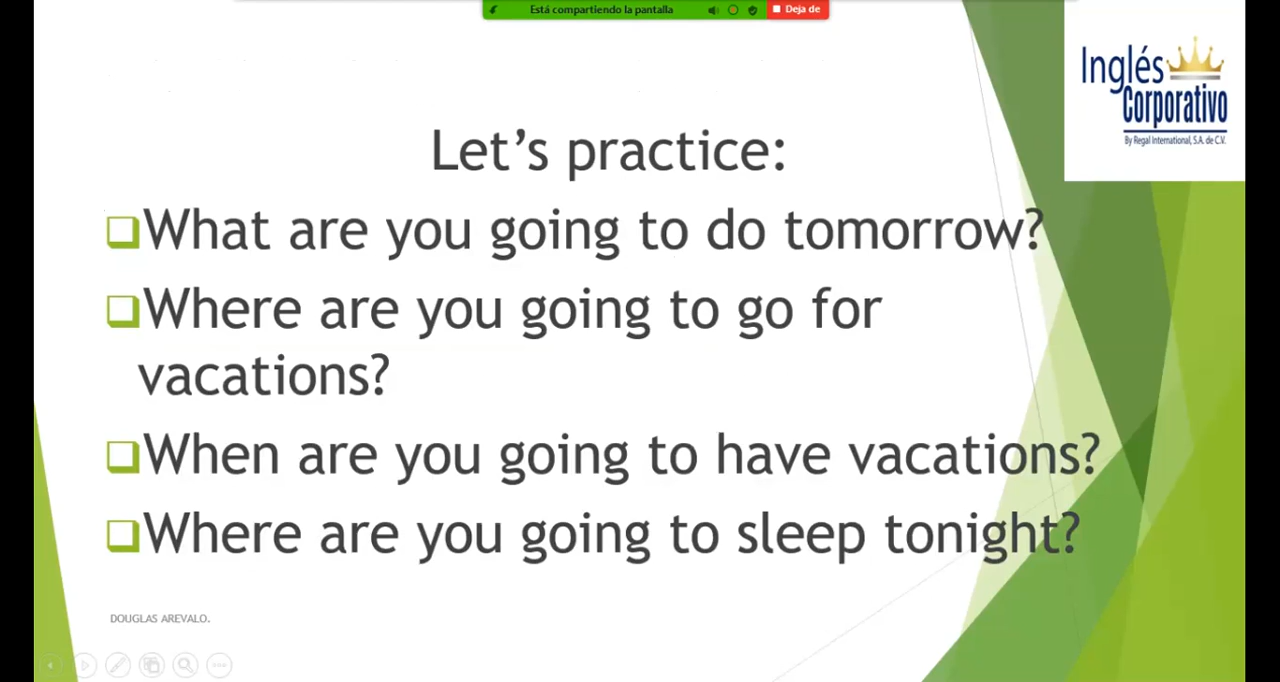 Está compartiendo la pantalla
Deja de
Inglés
Corporativo
By Regal International, S.A. de C.V.
Let's practice:
What are you going to do tomorrow?
Where are you going to go for
vacations?
When are you going to have vacations?
Where are you going to sleep tonight?
DOUGLAS AREVALO.